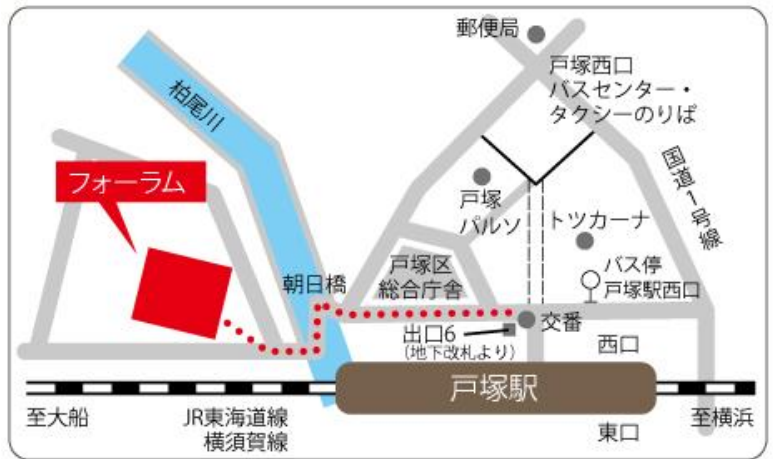 郵便局
戸塚西口
バスセンター・
タクシーのりば
柏尾川
国道1号線
フォーラム
戸塚
パルソ
トツカーナ
戸塚区
総合庁舎
バス停
戸塚駅西口
朝日橋
交番
出口6
(地下改札より)
西口
戸塚駅
至大船
JR東海道線
横須賀線
東口
至横浜